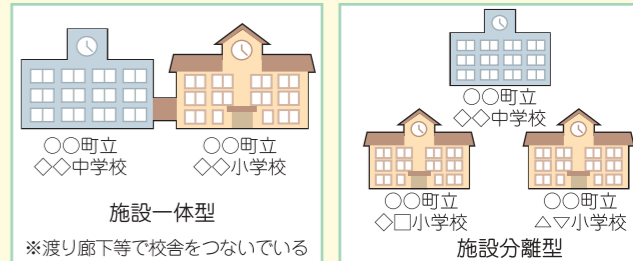 ○○町立
◇◇中学校
○○町立
◇◇小学校
施設一体型
※渡り廊下等で校舎をつないでいる
○○町立
◇◇中学校
○○町立
◇□小学校
○○町立
△▽小学校
施設分離型